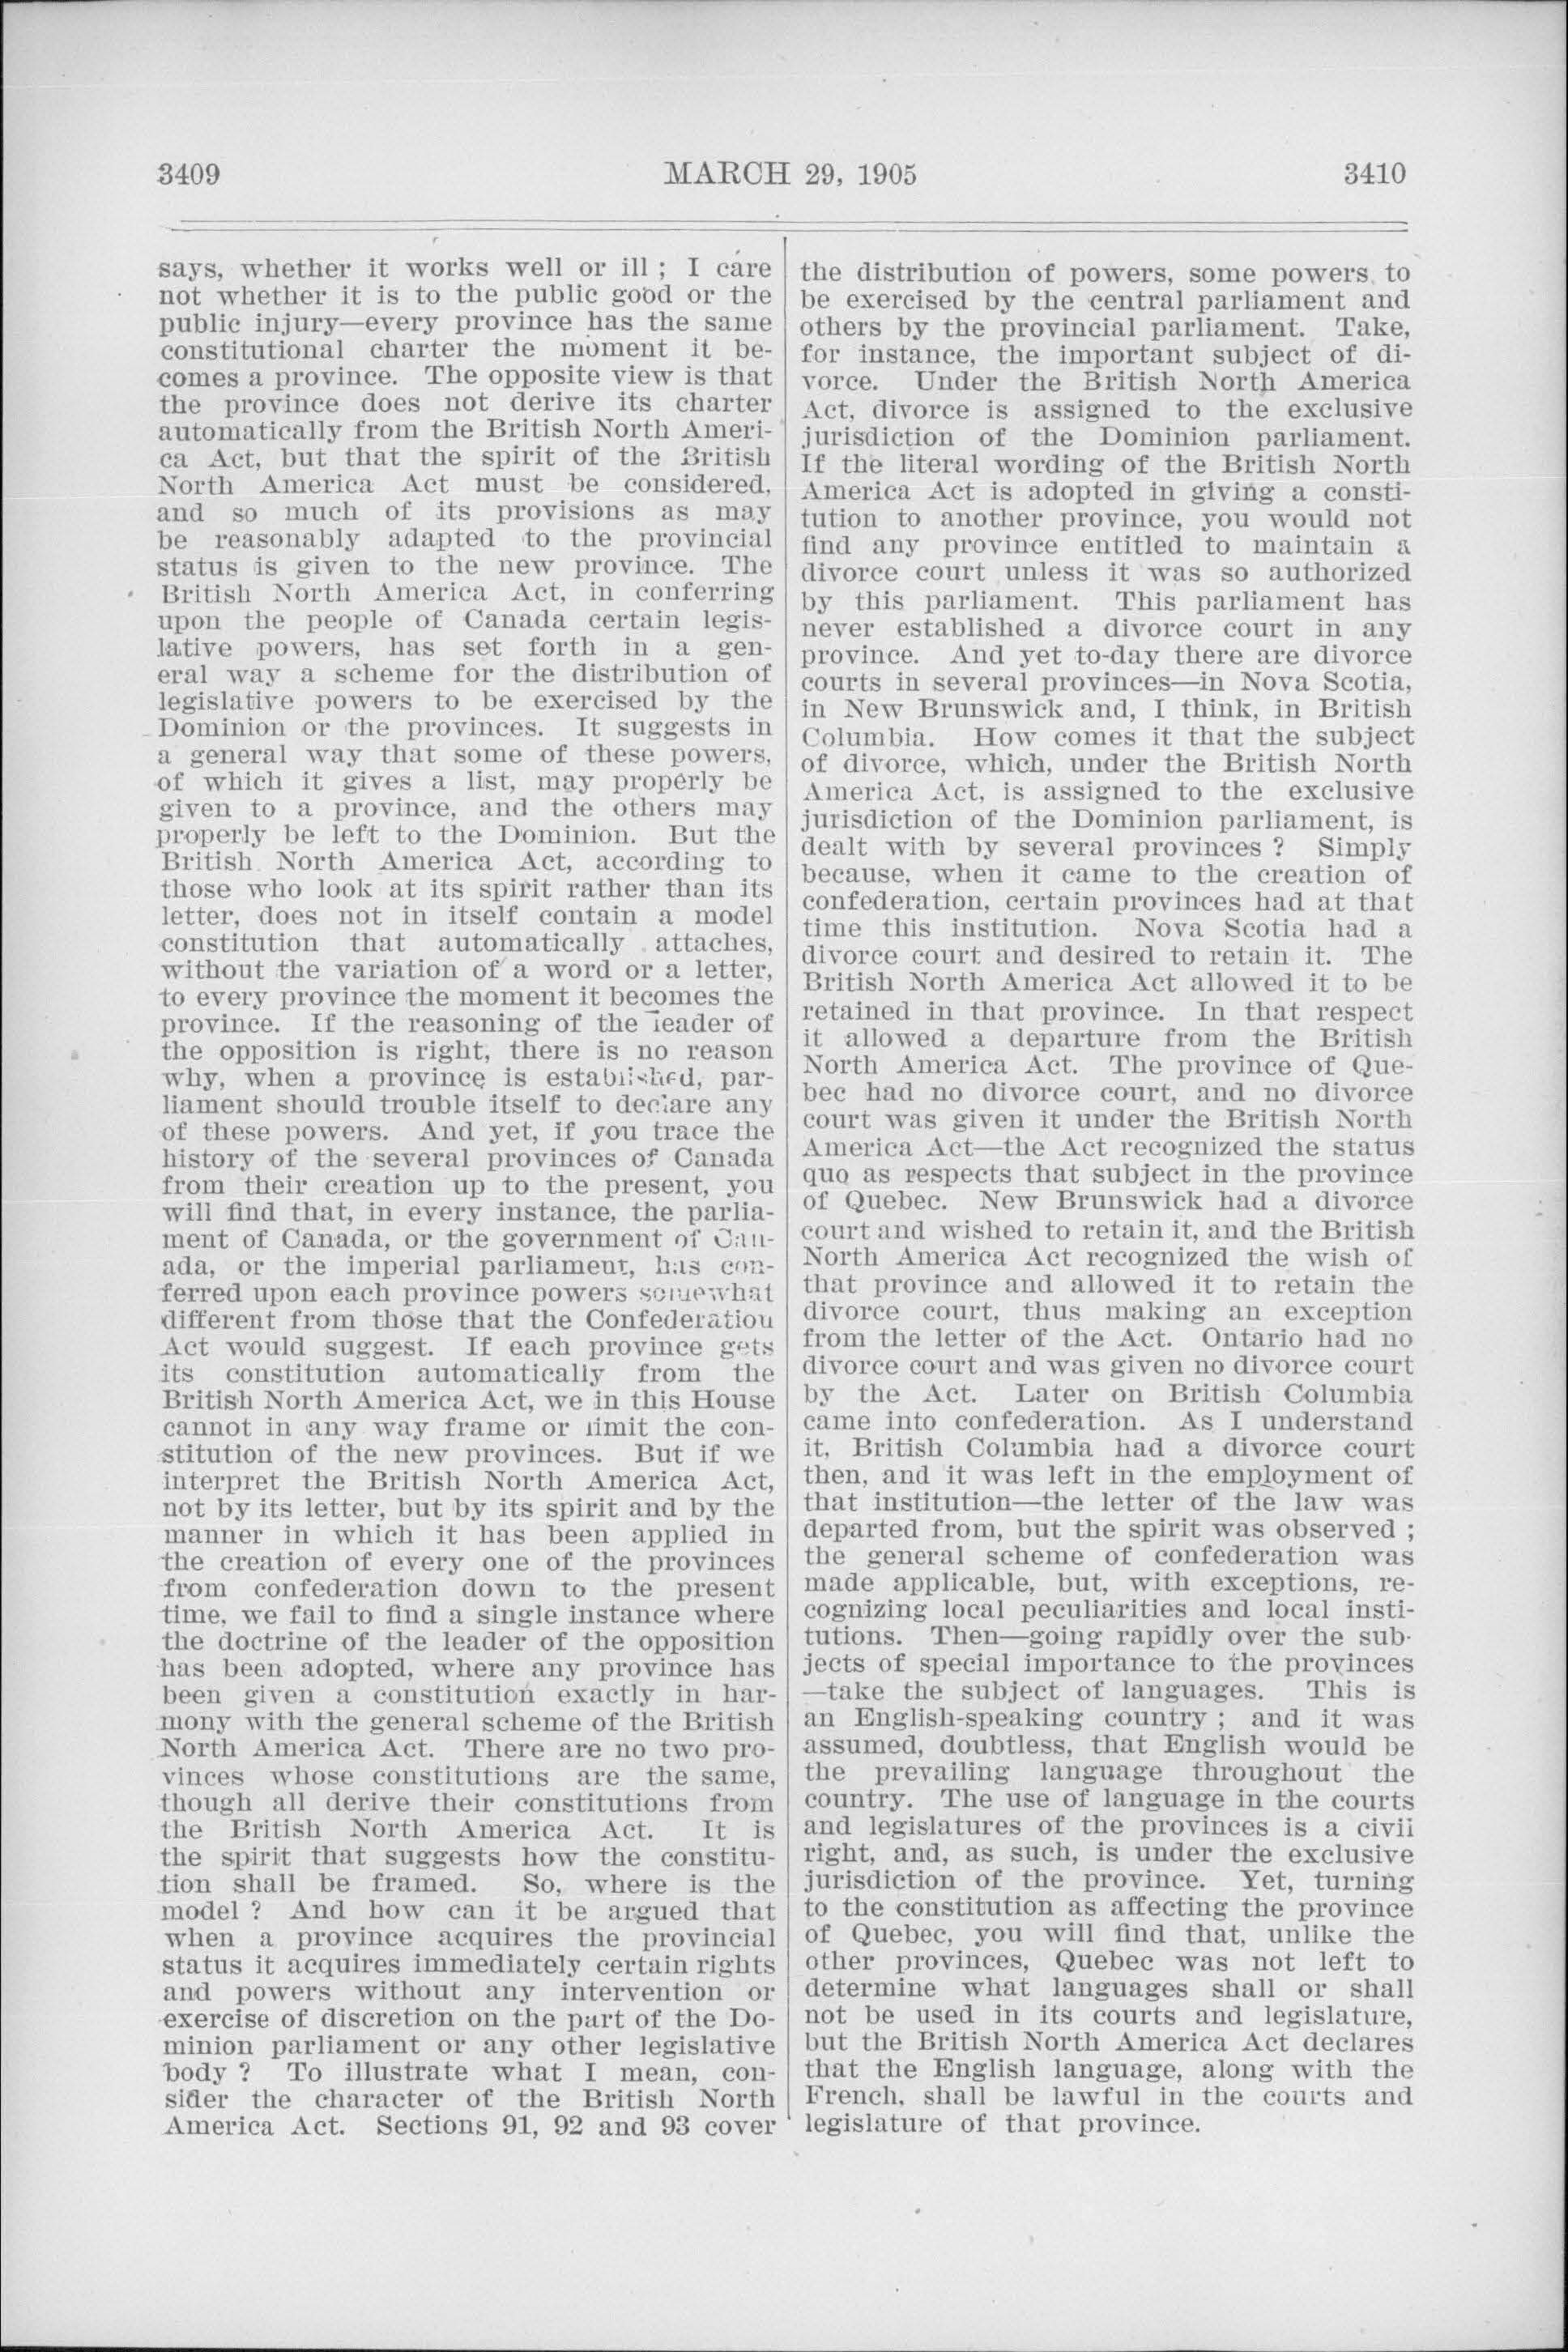 3409 MARCH 29, 1905 3410
says, whether it works well or ill ; I care
not whether it is to the public good or the
public injury—every province has the same
constitutional charter the moment it be-
comes a province. The opposite view is that
the province does not derive its charter
automatically from the British North Ameri-
ca Act, but that the spirit of the British
North America Act must be considered,
and so much of its provisions as may
be reasonably adapted to the provincial
status is given to the new province. The
British North America Act, in conferring
upon the people of Canada certain legis-
lative powers, has set forth in a gen-
eral way a scheme for the distribution of
legislative powers to be exercised by the
Dominion or the provinces. It suggests in
a general way that some of these powers,
of which it gives a list, may properly be
given to a province, and the others may
properly be left to the Dominion. But the
British North America Act, according to
those who look at its spirit rather than its
letter, does not in itself contain a model
constitution that automatically attaches,
without the variation of a word or a letter,
to every province the moment it becomes the
province. If the reasoning of the leader of
the opposition is right, there is no reason
why, when a province is established, par-
liament should trouble itself to declare any
of these powers. And yet, if you trace the
history of the several provinces of Canada
from their creation up to the present, you
will find that, in every instance, the parlia-
ment of Canada, or the government of Can-
ada, or the imperial parliament, has con-
ferred upon each province powers somewhat
different from those that the Confederation
Act would suggest. If each province gets
its constitution automatically from the
British North America Act, we in this House
cannot in any way frame or limit the con-
stitution of the new provinces. But if we
interpret the British North America Act,
not by its letter, but by its spirit and by the
manner in which it has been applied in
the creation of every one of the provinces
from confederation down to the present
time, we fail to find a single instance where
the doctrine of the leader of the opposition
has been adopted, where any province has
been given a constitution exactly in har-
mony with the general scheme of the British
North America Act. There are no two pro-
vinces whose constitutions are the same,
though all derive their constitutions from
the British North America Act. It is
the spirit that suggests how the constitu-
tion shall be framed. So, where is the
model ? And how can it be argued that
when a province acquires the provincial
status it acquires immediately certain rights
and powers without any intervention or
exercise of discretion on the part of the Do-
minion parliament or any other legislative
body ? To illustrate what I mean, con-
sider the character of the British North
America Act. Sections 91, 92 and 93 cover
the distribution of powers, some powers to
be exercised by the central parliament and
others by the provincial parliament. Take,
for instance, the important subject of di-
vorce. Under the British North America
Act, divorce is assigned to the exclusive
jurisdiction of the Dominion parliament.
If the literal wording of the British North
America Act is adopted in giving a consti-
tution to another province, you would not
find any province entitled to maintain a
divorce court unless it was so authorized
by this parliament. This parliament has
never established a divorce court in any
province. And yet to-day there are divorce
courts in several provinces—in Nova Scotia,
in New Brunswick and, I think, in British
Columbia. How comes it that the subject
of divorce, which, under the British North
America Act, is assigned to the exclusive
jurisdiction of the Dominion parliament, is
dealt with by several provinces ? Simply
because, when it came to the creation of
confederation, certain provinces had at that
time this institution. Nova Scotia had a
divorce court and desired to retain it. The
British North America Act allowed it to be
retained in that province. In that respect
it allowed a departure from the British
North America Act. The province of Que-
bec had no divorce court, and no divorce
court was given it under the British North
America Act—the Act recognized the status
quo as respects that subject in the province
of Quebec. New Brunswick had a divorce
court and wished to retain it, and the British
North America Act recognized the wish of
that province and allowed it to retain the
divorce court, thus making an exception
from the letter of the Act. Ontario had no
divorce court and was given no divorce court
by the Act. Later on British Columbia
came into confederation. As I understand
it, British Columbia had a divorce court
then, and it was left in the employment of
that institution—the letter of the law was
departed from, but the spirit was observed ;
the general scheme of confederation was
made applicable, but, with exceptions, re-
cognizing local peculiarities and local insti-
tutions. Then—going rapidly over the sub-
jects of special importance to the provinces
—take the subject of languages. This is
an English-speaking country ; and it was
assumed, doubtless, that English would be
the prevailing language throughout the
country. The use of language in the courts
and legislatures of the provinces is a civil
right, and, as such, is under the exclusive
jurisdiction of the province. Yet, turning
to the constitution as affecting the province
of Quebec, you will find that, unlike the
other provinces, Quebec was not left to
determine what languages shall or shall
not be used in its courts and legislature,
but the British North America Act declares
that the English language, along with the
French, shall be lawful in the courts and
legislature of that province.